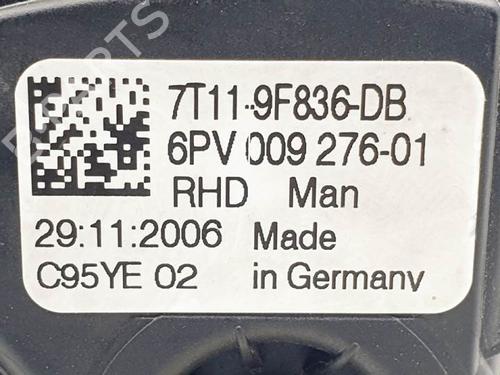 7T11-9F836-DB
6PV 009 276-01
RHD Man
29:11:2006 Made
C95YE 02 in Germany